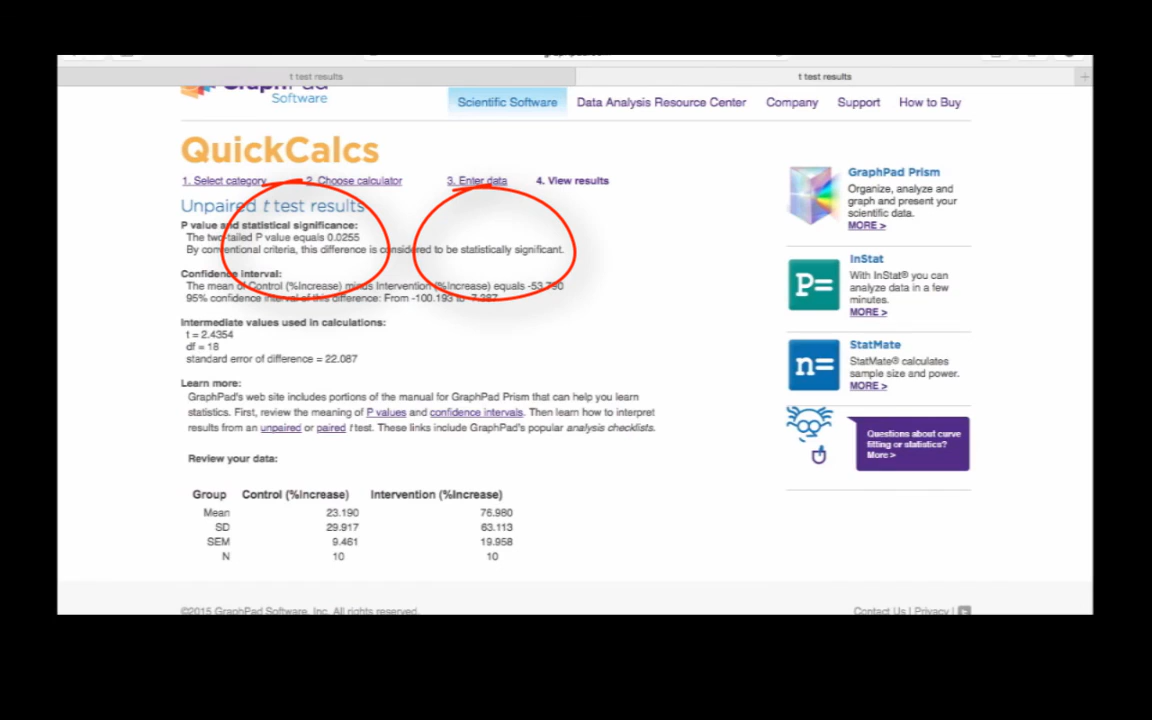 t test results
t test results
Software
Scientific Software
Data Analysis Resource Center
Company
Support
How to Buy
QuickCalcs
1. Select category
2. Choose calculator
3. Enter data
4. View results
Unpaired t test results
P value and statistical significance:
The two-tailed P value equals 0.0255
By conventional criteria, this difference is considered to be statistically significant.
Confidence interval:
The mean of Control (%Increase) minus Intervention (%Increase) equals -53.790
95% confidence interval of this difference: From -100.193 to -7.387
Intermediate values used in calculations:
t = 2.4354
df = 18
standard error of difference = 22.087
Learn more:
GraphPad's web site includes portions of the manual for GraphPad Prism that can help you learn
statistics. First, review the meaning of P values and confidence intervals. Then learn how to interpret
results from an unpaired or paired t test. These links include GraphPad's popular analysis checklists.
Review your data:
Group Control (%Increase) Intervention (%Increase)
Mean 23.190 76.980
SD 29.917 63.113
SEM 9.461 19.958
N 10 10
GraphPad Prism
Organize, analyze and
graph and present your
scientific data.
MORE >
P=
InStat
With InStat® you can
analyze data in a few
minutes.
MORE >
n=
StatMate
StatMate® calculates
sample size and power.
MORE >
Questions about curve
fitting or statistics?
More >
©2015 GraphPad Software, Inc. All rights reserved.
Contact Us | Privacy |